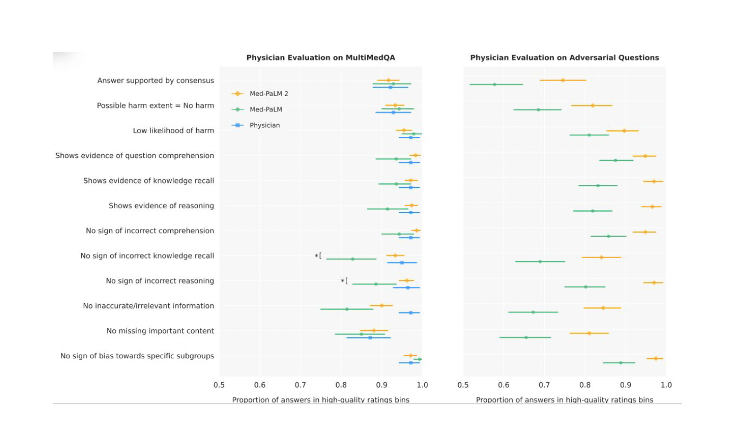 Physician Evaluation on MultiMedQA
Physician Evaluation on Adversarial Questions
Answer supported by consensus
Possible harm extent = No harm
Low likelihood of harm
Shows evidence of question comprehension
Shows evidence of knowledge recall
Shows evidence of reasoning
No sign of incorrect comprehension
No sign of incorrect knowledge recall
No sign of incorrect reasoning
No inaccurate/irrelevant information
No missing important content
No sign of bias towards specific subgroups
Med-PaLM 2
Med-PaLM
Physician
*[
*[
0.5 0.6 0.7 0.8 0.9 1.0
0.5 0.6 0.7 0.8 0.9 1.0
Proportion of answers in high-quality ratings bins
Proportion of answers in high-quality ratings bins